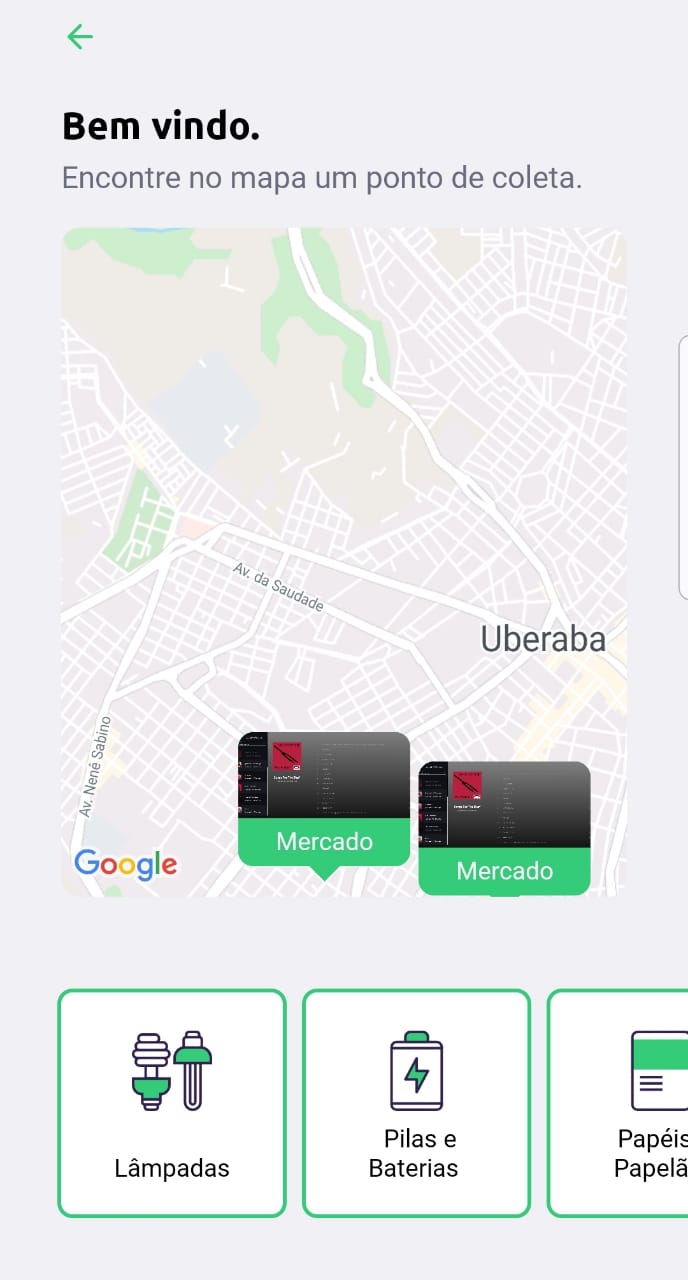 Bem vindo.
Encontre no mapa um ponto de coleta.
Av. da Saudade
Uberaba
Av. Nenê Sabino
Mercado
Mercado
Google
Lâmpadas
Pilas e
Baterias
Papéis
Papelã